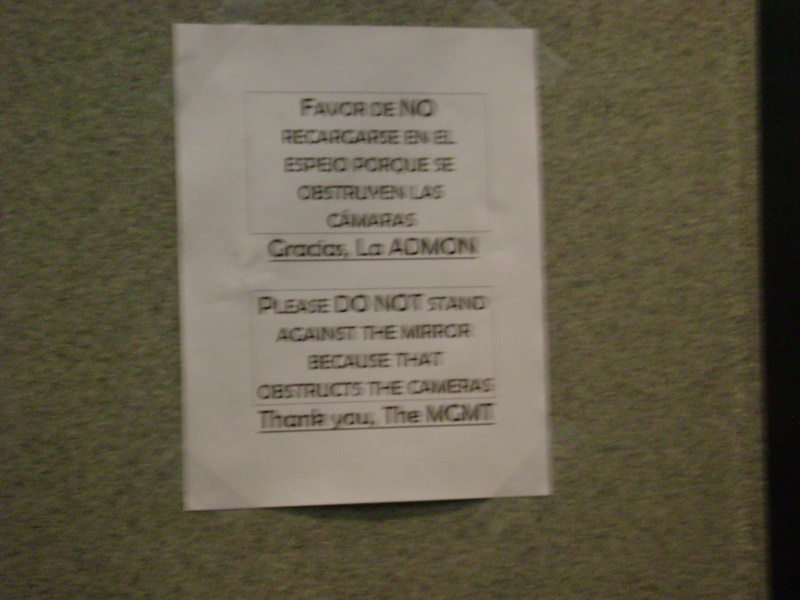 FAVOR DE NO
RECARGARSE EN EL
ESPEJO PORQUE SE
OBSTRUYEN LAS
CÁMARAS
Gracias, La ADMON
PLEASE DO NOT STAND
AGAINST THE MIRROR
BECAUSE THAT
OBSTRUCTS THE CAMERAS
Thank you, The MGMT